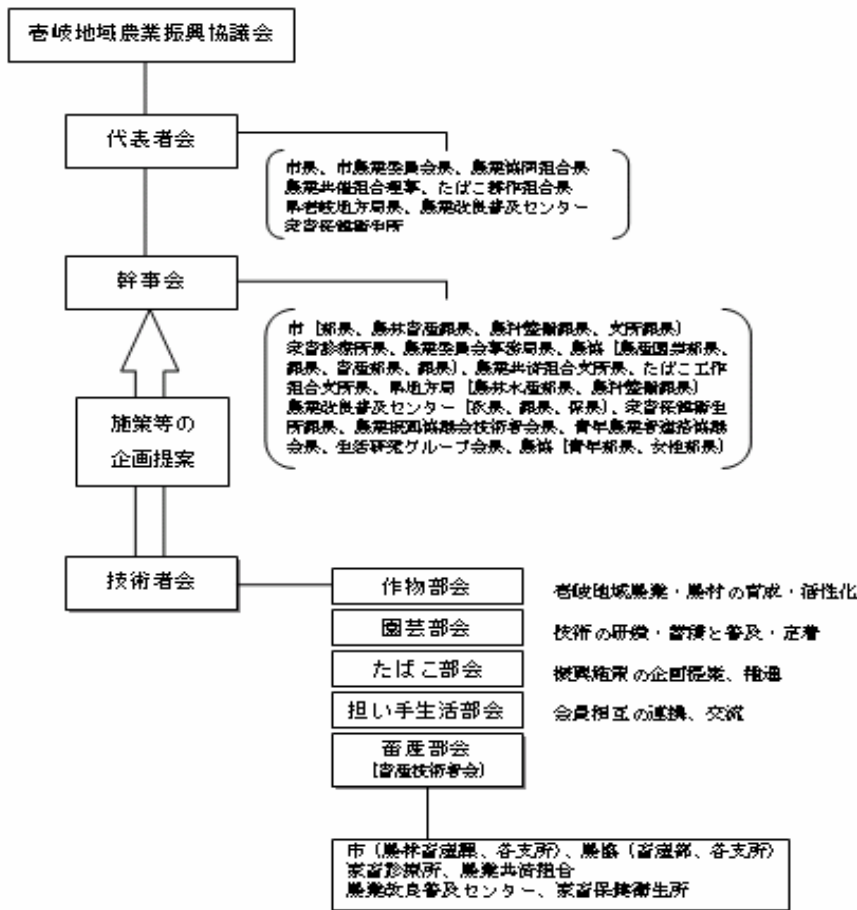 壱岐地域農業振興協議会
代表者会
市長、市農業委員会長、農業協同組合長
農業共済組合理事、たばこ耕作組合長
県壱岐地方局長、農業改良普及センター
家畜保健衛生所
幹事会
市［部長、農林畜産課長、農村整備課長、支所課長］
家畜診療所長、農業委員会事務局長、農協［農産園芸部長、
課長、畜産部長、課長］、農業共済組合支所長、たばこ工作
組合支所長、県地方局［農林水産部長、農村整備課長］
農業改良普及センター［次長、課長、係長］、家畜保健衛生
所課長、農業振興協議会技術者会長、青年農業者連絡協議
会長、生活研究グループ会長、農協［青年部長、女性部長］
施策等の
企画提案
技術者会
作物部会
壱岐地域農業・農村の育成・活性化
園芸部会
技術の研鑽・蓄積と普及・定着
たばこ部会
振興施策の企画提案、推進
担い手生活部会
会員相互の連携、交流
畜産部会
［畜産技術者会］
市（農林畜産課、各支所）、農協（畜産部、各支所）
家畜診療所、農業共済組合
農業改良普及センター、家畜保健衛生所